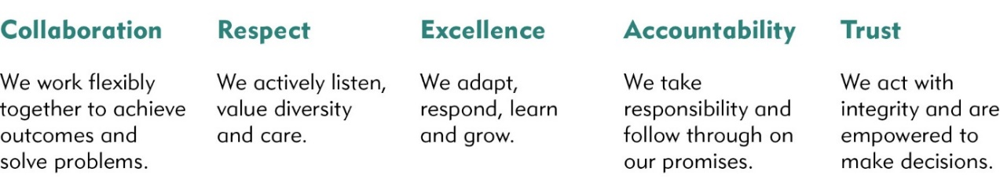 Collaboration
We work flexibly
together to achieve
outcomes and
solve problems.
Respect
We actively listen,
value diversity
and care.
Excellence
We adapt,
respond, learn
and grow.
Accountability
We take
responsibility and
follow through on
our promises.
Trust
We act with
integrity and are
empowered to
make decisions.